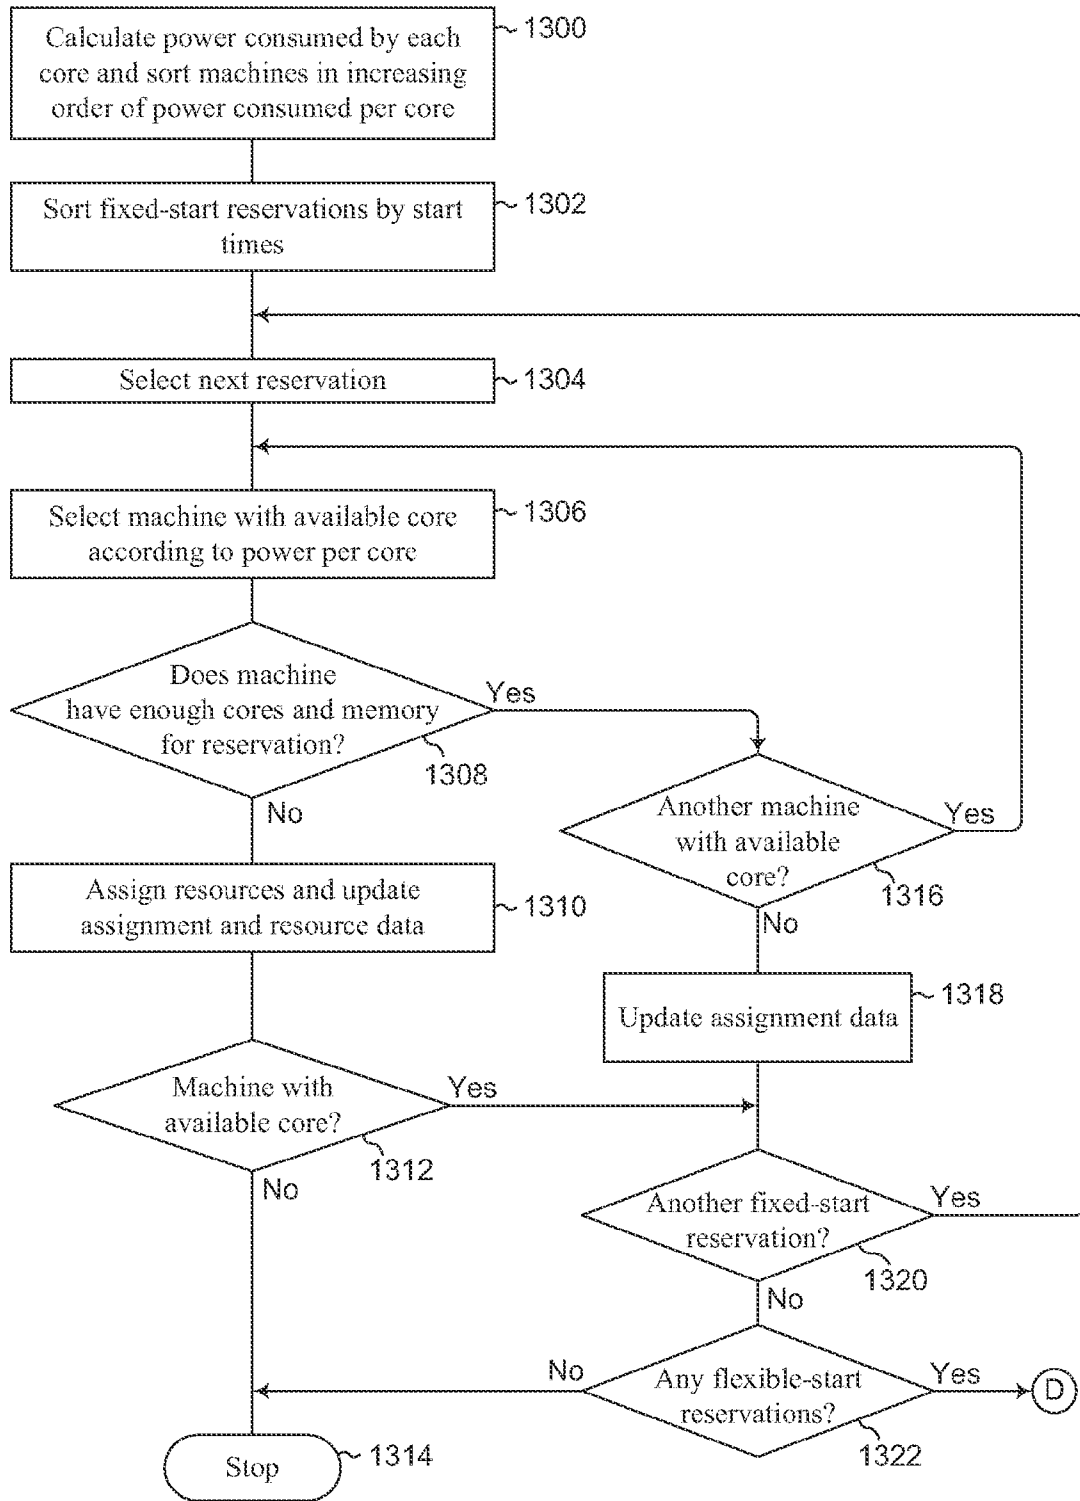 Calculate power consumed by each
core and sort machines in increasing
order of power consumed per core
1300
Sort fixed-start reservations by start
times
1302
Select next reservation
1304
Select machine with available core
according to power per core
1306
Does machine
have enough cores and memory
for reservation?
Yes
1308
No
Another machine
with available
core?
Yes
1316
No
Assign resources and update
assignment and resource data
1310
Update assignment data
1318
Machine with
available core?
Yes
1312
No
Another fixed-start
reservation?
Yes
1320
No
Any flexible-start
reservations?
No
Yes
D
1322
Stop
1314